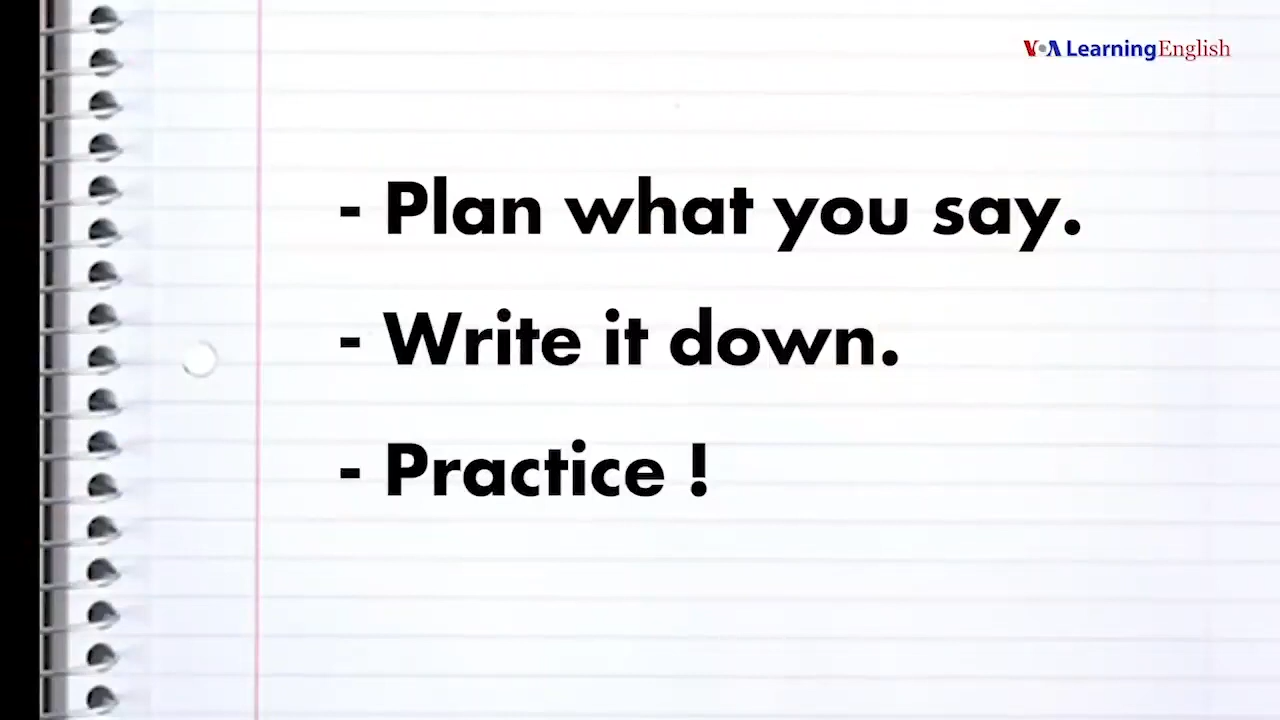 VOA Learning English
- Plan what you say.
- Write it down.
- Practice !